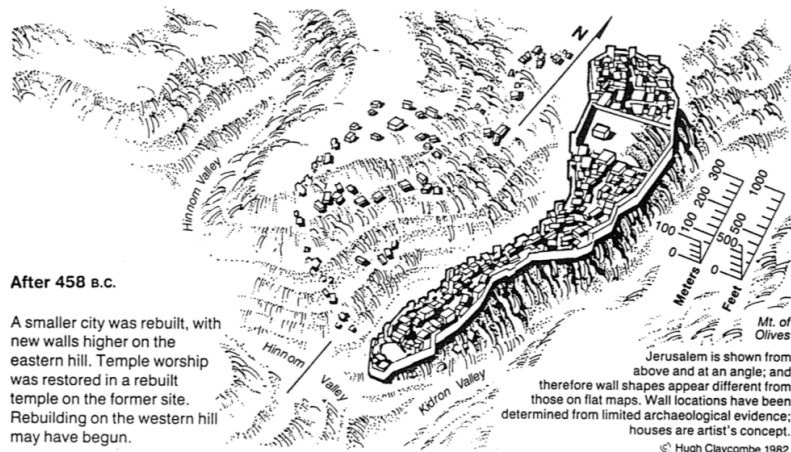 N
Hinnom Valley
300
200
100
100
0
Meters
1000
500
500
0
Feet
After 458 B.C.
A smaller city was rebuilt, with
new walls higher on the
eastern hill. Temple worship
was restored in a rebuilt
temple on the former site.
Rebuilding on the western hill
may have begun.
Hinnom
Valley
Kidron Valley
Mt. of
Olives
Jerusalem is shown from
above and at an angle; and
therefore wall shapes appear different from
those on flat maps. Wall locations have been
determined from limited archaeological evidence;
houses are artist's concept.
© Hugh Claycombe 1982